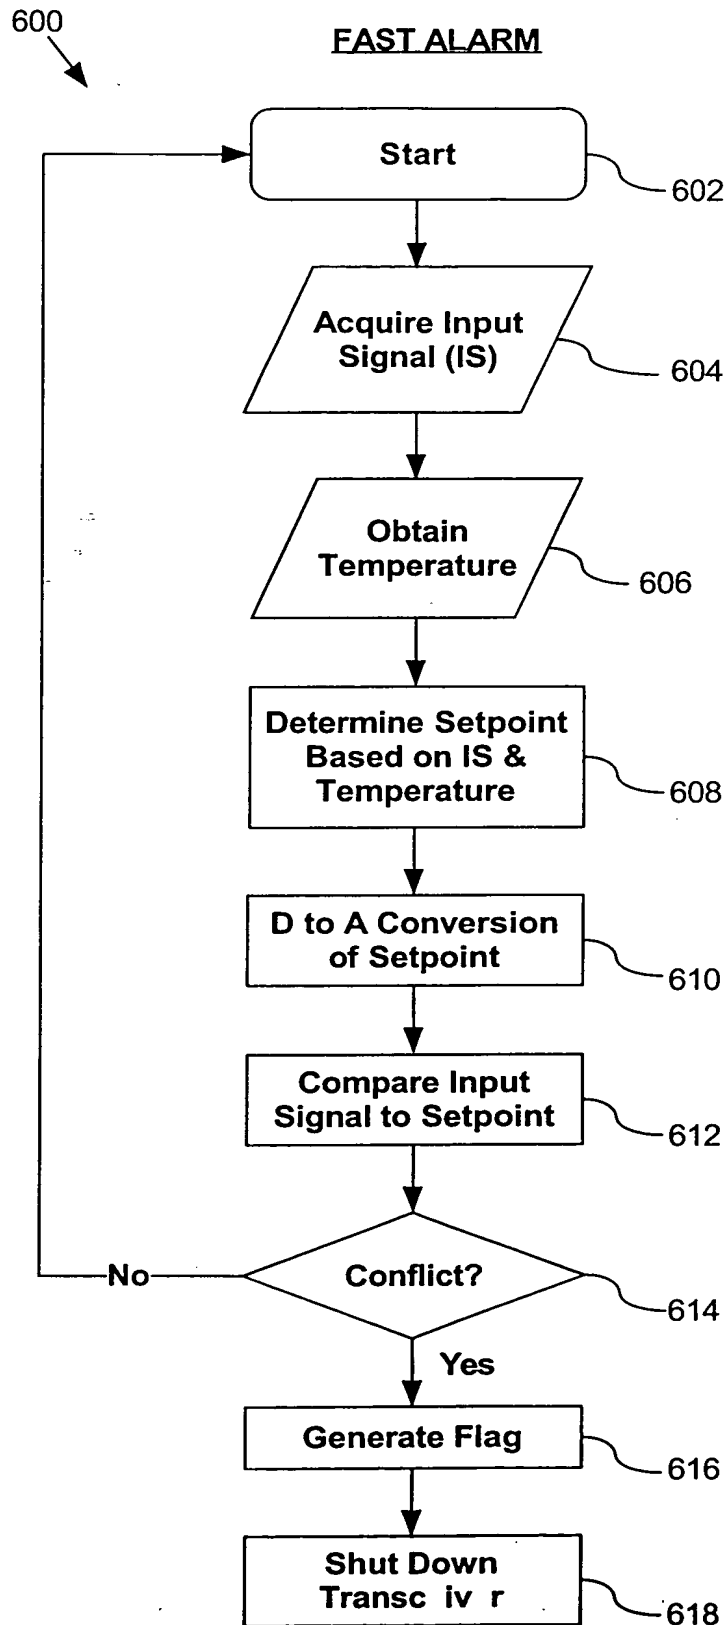 600
FAST ALARM
Start
602
Acquire Input
Signal (IS)
604
Obtain
Temperature
606
Determine Setpoint
Based on IS &
Temperature
608
D to A Conversion
of Setpoint
610
Compare Input
Signal to Setpoint
612
Conflict?
614
No
Yes
Generate Flag
616
Shut Down
Transc iv r
618